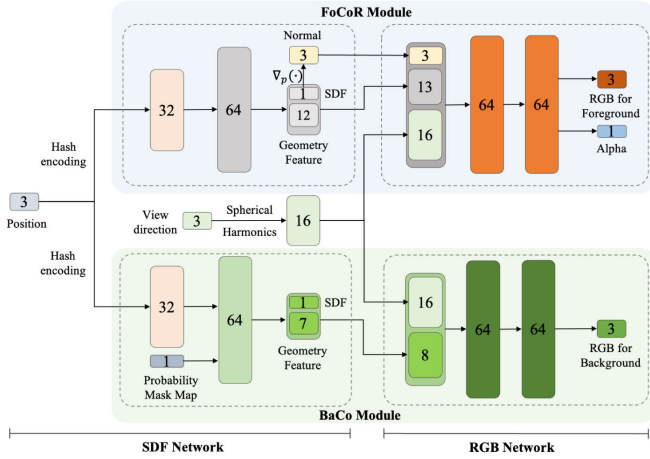 FoCoR Module
Normal
3
3
∇p(·)
1
SDF
13
3
32
64
12
64
64
RGB for
Foreground
Geometry
Feature
16
1
Alpha
Hash
encoding
3
Position
View
direction
3
Spherical
Harmonics
16
Hash
encoding
32
64
1
SDF
7
Geometry
Feature
16
8
64
64
3
RGB for
Background
1
Probability
Mask Map
BaCo Module
SDF Network
RGB Network